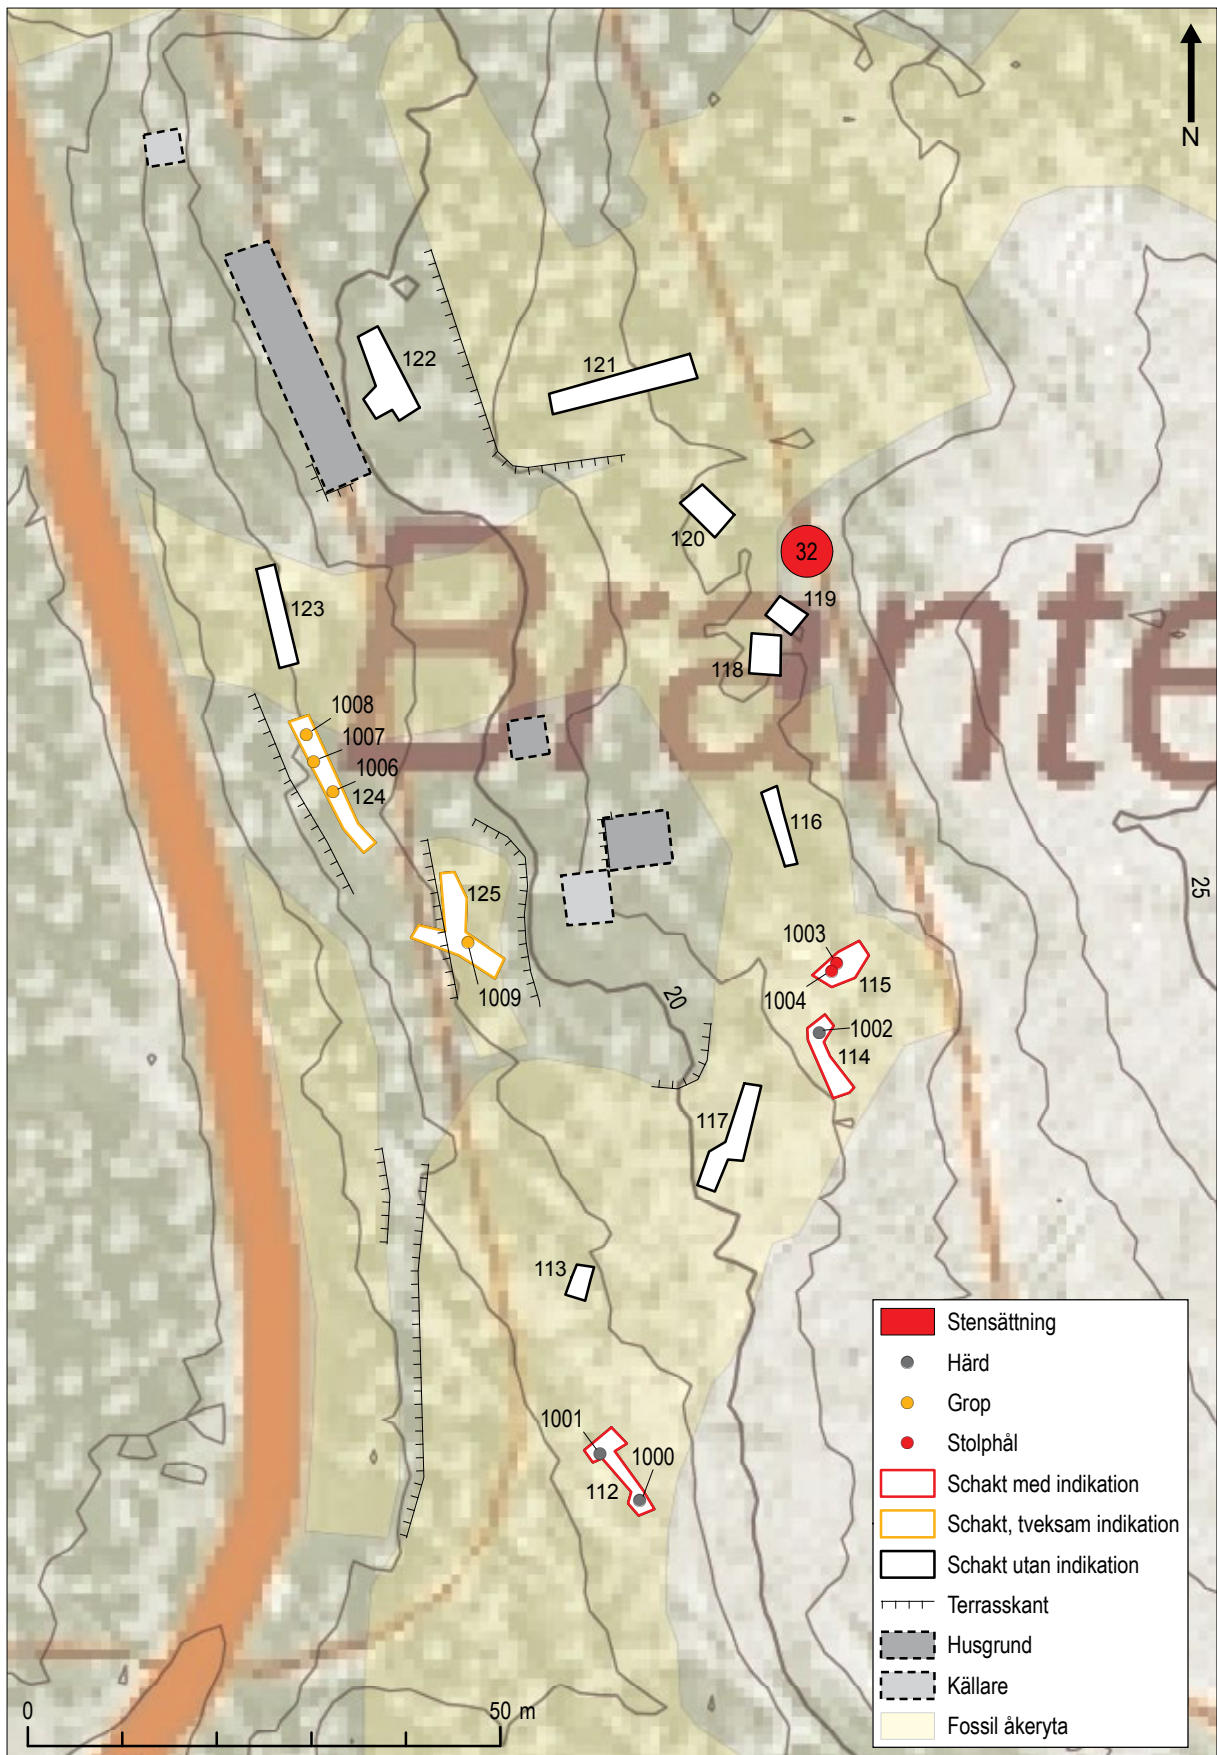 N
122
121
120
32
Brante
119
118
123
1008
1007
1006
124
116
25
125
1003
1004
115
1009
20
1002
114
117
113
1001
1000
112
Stensättning
Härd
Grop
Stolphål
Schakt med indikation
Schakt, tveksam indikation
Schakt utan indikation
Terrasskant
Husgrund
Källare
Fossil åkeryta
0 50 m